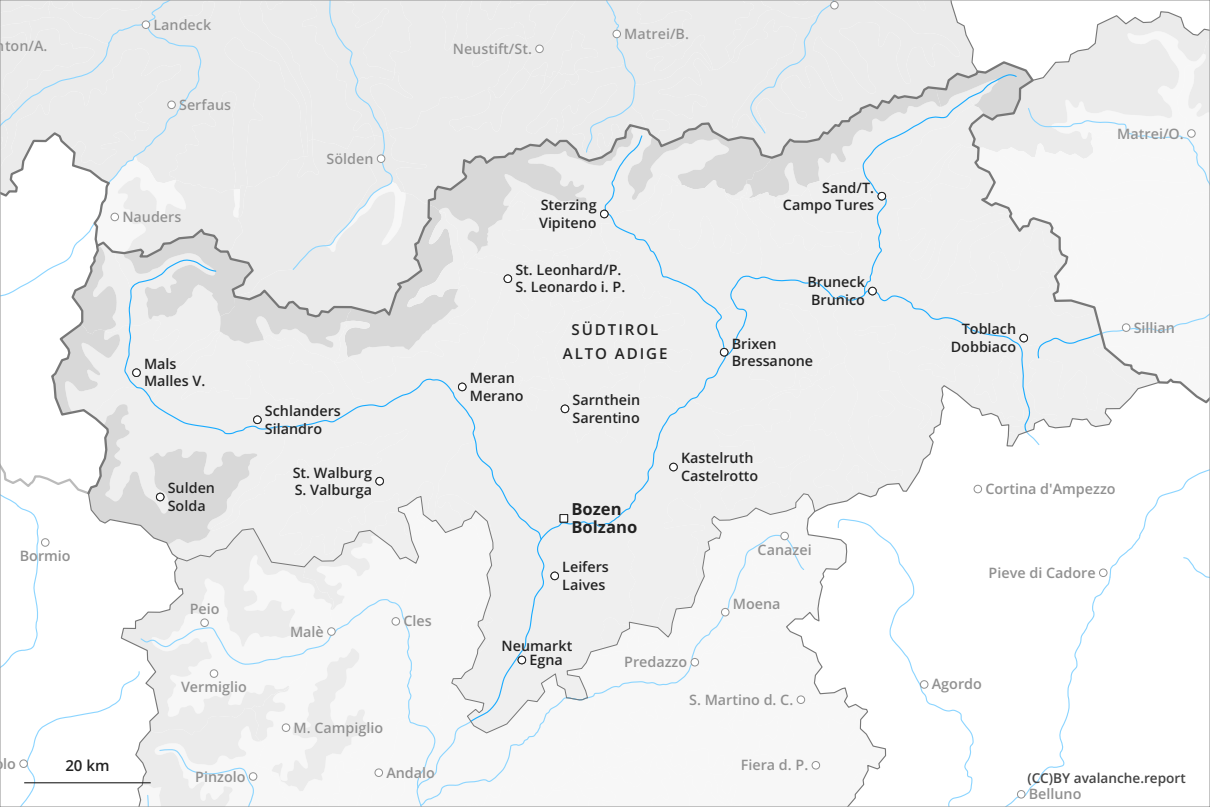 Landeck
Matrei/B.
Neustift/St.
Serfaus
Matrei/O.
Sölden
Sand/T.
Campo Tures
Sterzing
Vipiteno
Nauders
St. Leonhard/P.
S. Leonardo i. P.
Bruneck
Brunico
SÜDTIROL
ALTO ADIGE
Toblach
Dobbiaco
Sillian
Brixen
Bressanone
Mals
Malles V.
Meran
Merano
Sarnthein
Sarentino
Schlanders
Silandro
Kastelruth
Castelrotto
St. Walburg
S. Valburga
Sulden
Solda
Cortina d'Ampezzo
Bozen
Bolzano
Bormio
Canazei
Leifers
Laives
Pieve di Cadore
Peio
Moena
Malè
Cles
Neumarkt
Egna
Predazzo
Vermiglio
Agordo
S. Martino d. C.
M. Campiglio
20 km
Fiera d. P.
Pinzolo
Andalo
(CC)BY avalanche.report
Belluno